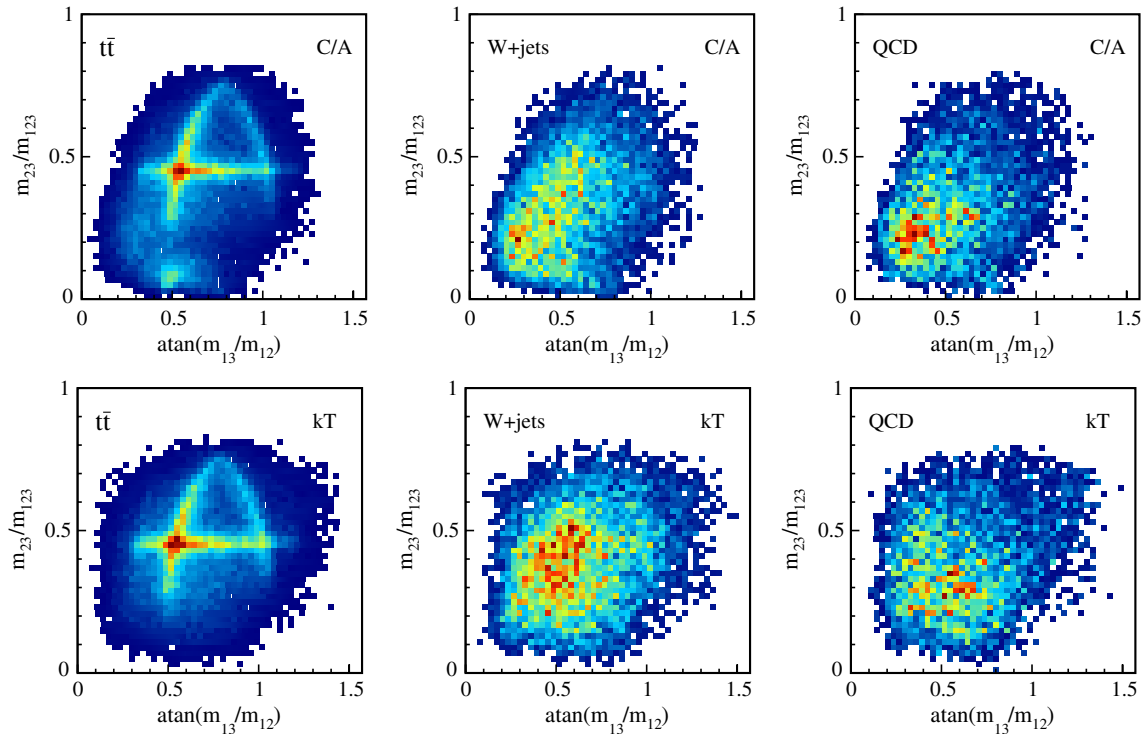 1
tt̄
C/A
m₂₃/m₁₂₃
0.5
0
0.5
1
1.5
atan(m₁₃/m₁₂)
1
W+jets
C/A
m₂₃/m₁₂₃
0.5
0
0
0.5
1
1.5
atan(m₁₃/m₁₂)
1
QCD
C/A
m₂₃/m₁₂₃
0.5
0
0
0.5
1
1.5
atan(m₁₃/m₁₂)
1
tt̄
kT
m₂₃/m₁₂₃
0.5
0
0
0.5
1
1.5
atan(m₁₃/m₁₂)
1
W+jets
kT
m₂₃/m₁₂₃
0.5
0
0
0.5
1
1.5
atan(m₁₃/m₁₂)
1
QCD
kT
m₂₃/m₁₂₃
0.5
0
0
0.5
1
1.5
atan(m₁₃/m₁₂)